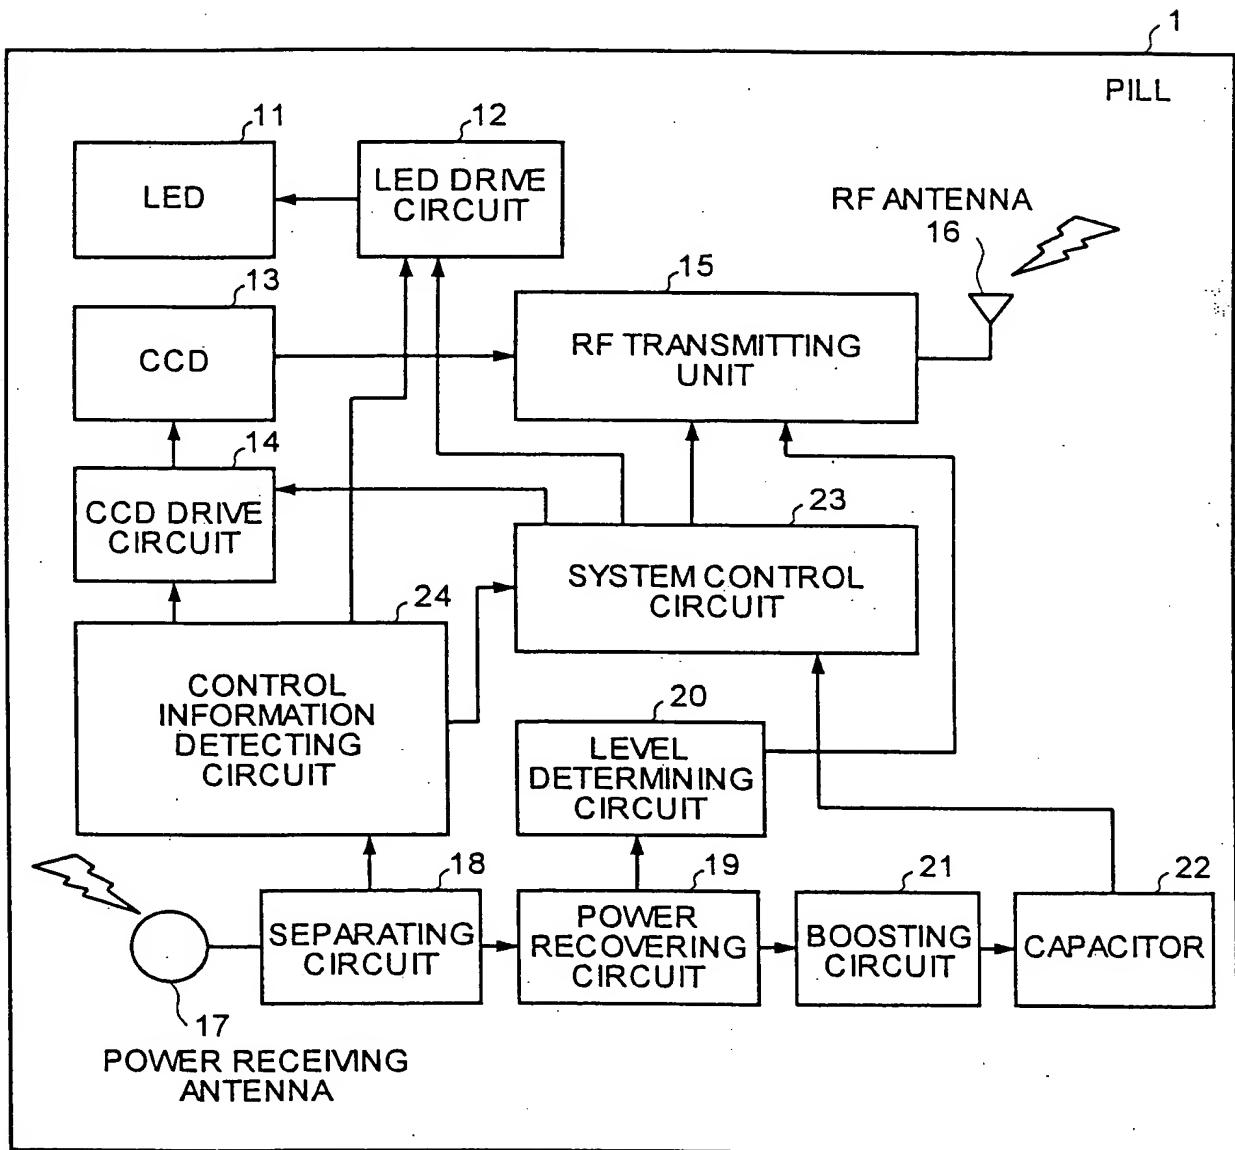 1
PILL
11
LED
12
LED DRIVE
CIRCUIT
RF ANTENNA
16
13
CCD
15
RF TRANSMITTING
UNIT
14
CCD DRIVE
CIRCUIT
23
SYSTEM CONTROL
CIRCUIT
24
CONTROL
INFORMATION
DETECTING
CIRCUIT
20
LEVEL
DETERMINING
CIRCUIT
18
SEPARATING
CIRCUIT
19
POWER
RECOVERING
CIRCUIT
21
BOOSTING
CIRCUIT
22
CAPACITOR
17
POWER RECEIVING
ANTENNA